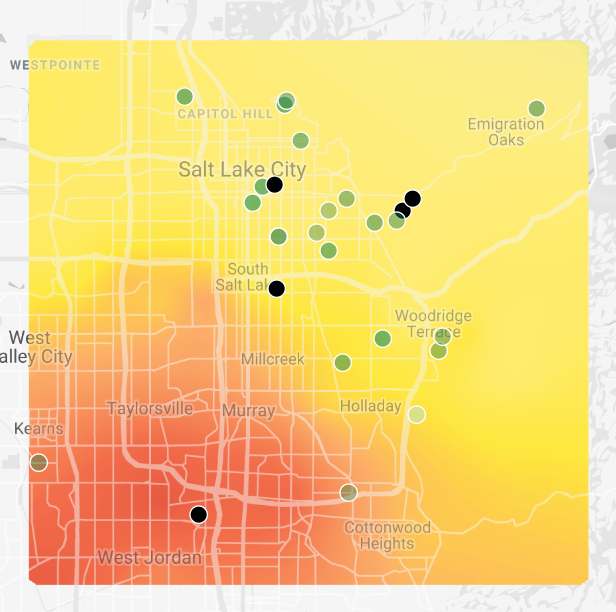 WESTPOINTE
CAPITOL HILL
Emigration
Oaks
Salt Lake City
South
Salt Lak
Woodridge
Terrace
West
alley City
Millcreek
Taylorsville
Murray
Holladay
Kearns
Cottonwood
Heights
West Jordan